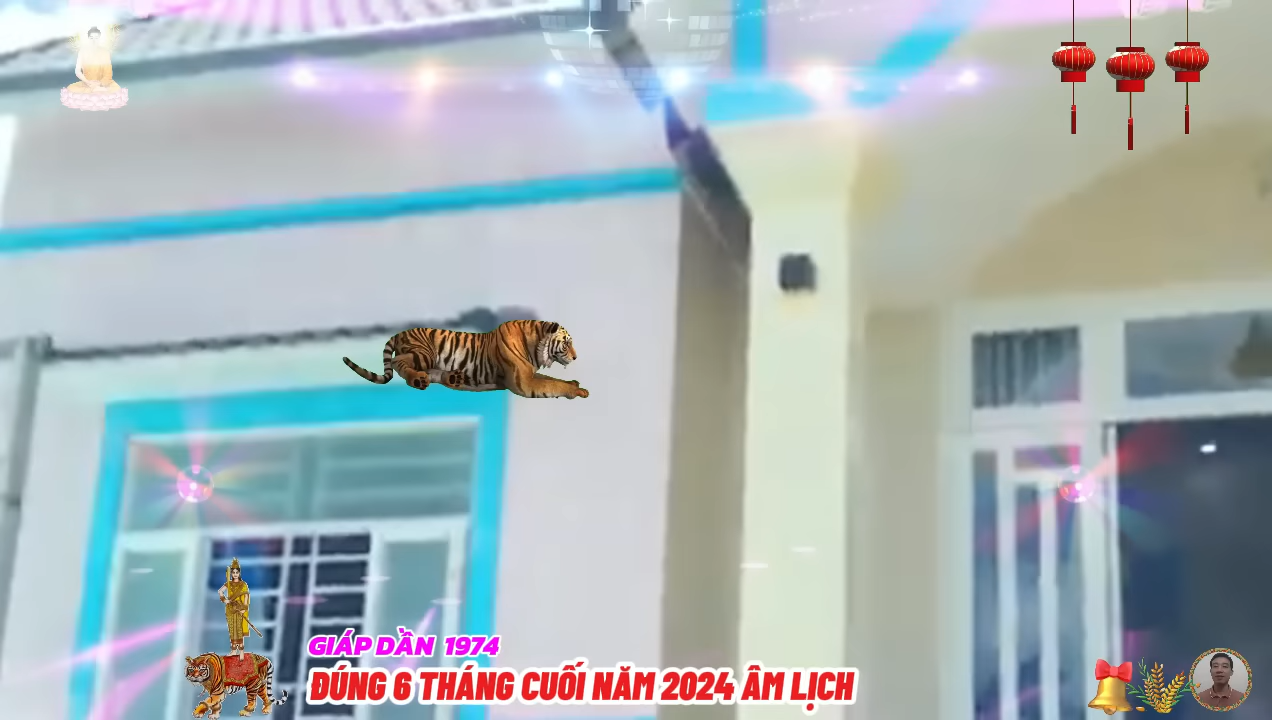 GIÁP DẦN 1974
ĐÚNG 6 THÁNG CUỐI NĂM 2024 ÂM LỊCH